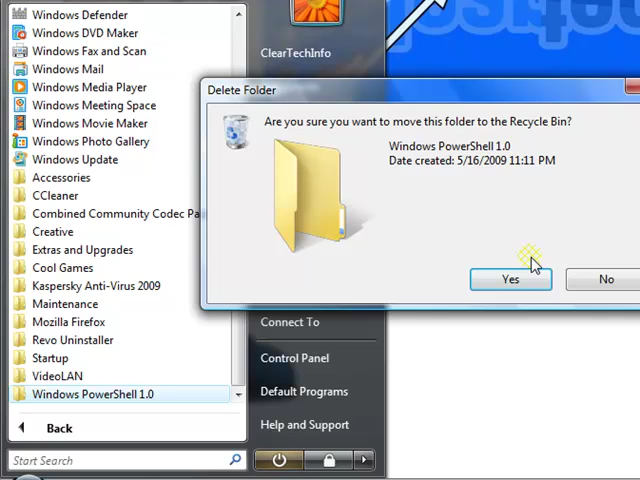 Windows Defender
Windows DVD Maker
Windows Fax and Scan
Windows Mail
Windows Media Player
Windows Meeting Space
Windows Movie Maker
Windows Photo Gallery
Windows Update
Accessories
CCleaner
Combined Community Codec Pa
Creative
Extras and Upgrades
Cool Games
Kaspersky Anti-Virus 2009
Maintenance
Mozilla Firefox
Revo Uninstaller
Startup
VideoLAN
Windows PowerShell 1.0
Back
Start Search
ClearTechInfo
Connect To
Control Panel
Default Programs
Help and Support
Delete Folder
Are you sure you want to move this folder to the Recycle Bin?
Windows PowerShell 1.0
Date created: 5/16/2009 11:11 PM
Yes
No